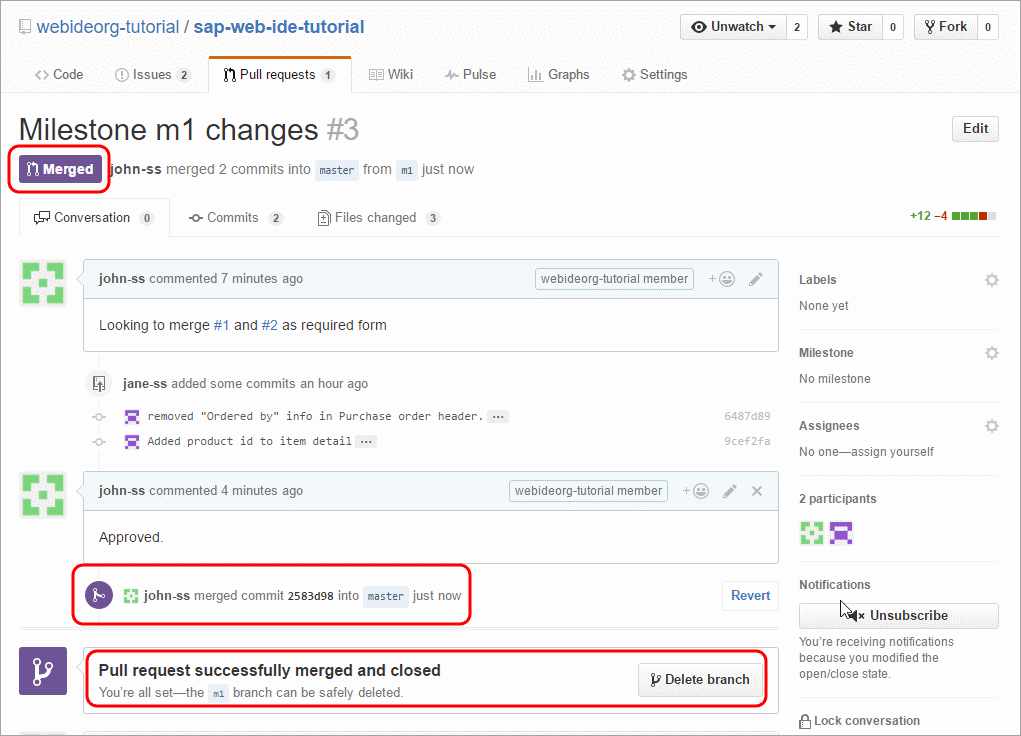 webideorg-tutorial / sap-web-ide-tutorial
Unwatch 2 Star 0 Fork 0
Code Issues 2 Pull requests 1 Wiki Pulse Graphs Settings
Milestone m1 changes #3
Edit
Merged john-ss merged 2 commits into master from m1 just now
Conversation 0 Commits 2 Files changed 3 +12 −4
john-ss commented 7 minutes ago webideorg-tutorial member
Looking to merge #1 and #2 as required form
jane-ss added some commits an hour ago
removed "Ordered by" info in Purchase order header. … 6487d89
Added product id to item detail … 9cef2fa
john-ss commented 4 minutes ago webideorg-tutorial member
Approved.
john-ss merged commit 2583d98 into master just now
Revert
Pull request successfully merged and closed
You're all set—the m1 branch can be safely deleted.
Delete branch
Labels
None yet
Milestone
No milestone
Assignees
No one—assign yourself
2 participants
Notifications
Unsubscribe
You're receiving notifications
because you modified the
open/close state.
Lock conversation